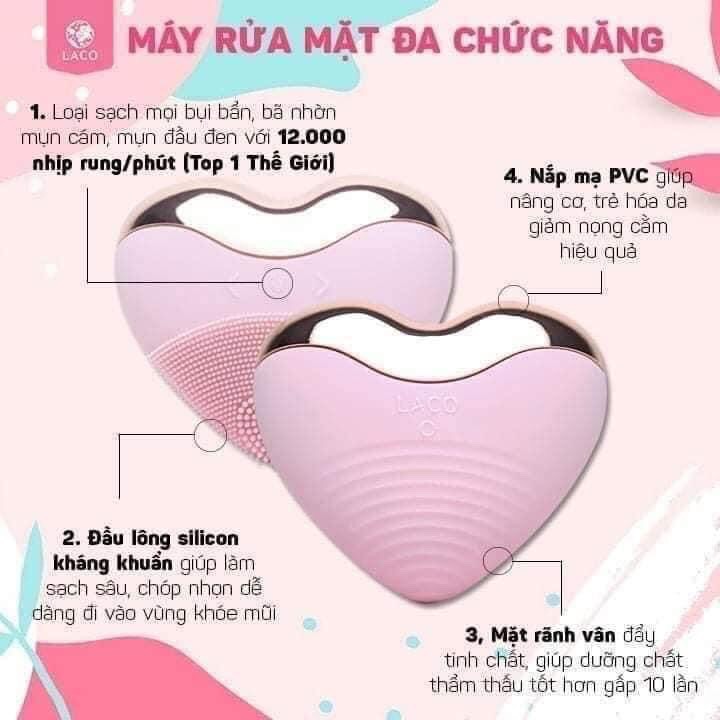 LACO
MÁY RỬA MẶT ĐA CHỨC NĂNG
1. Loại sạch mọi bụi bẩn, bã nhờn
mụn cám, mụn đầu đen với 12.000
nhịp rung/phút (Top 1 Thế Giới)
4. Nắp mạ PVC giúp
nâng cơ, trẻ hóa da
giảm nọng cằm
hiệu quả
LACO
2. Đầu lông silicon
kháng khuẩn giúp làm
sạch sâu, chóp nhọn dễ
dàng đi vào vùng khóe mũi
3, Mặt rãnh vân đẩy
tinh chất, giúp dưỡng chất
thẩm thấu tốt hơn gấp 10 lần